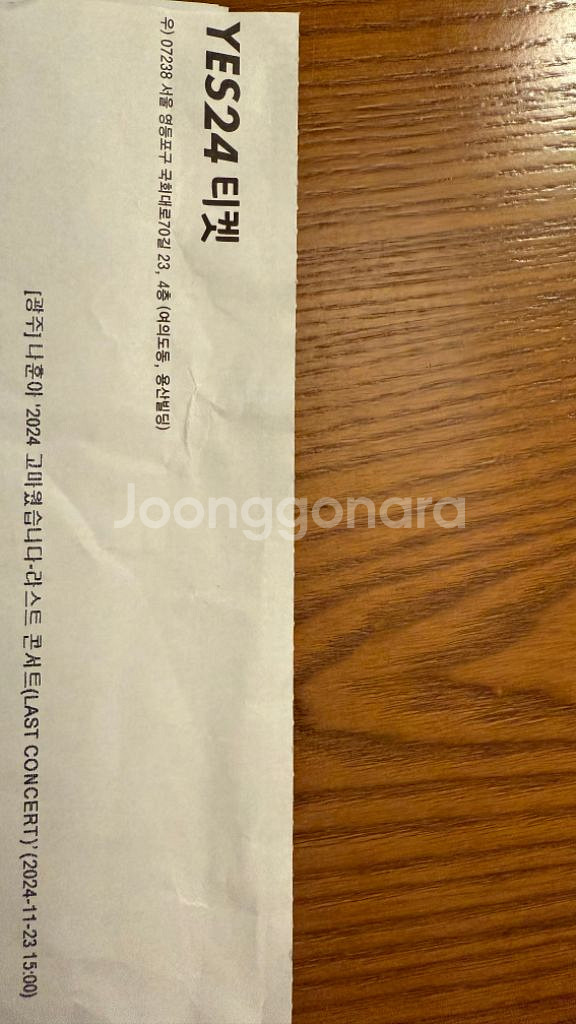 YES24 티켓
우) 07238 서울 영등포구 국회대로70길 23, 4층 (여의도동, 용산빌딩)
[광주] 나훈아 '2024 고마웠습니다-라스트 콘서트(LAST CONCERT)' (2024-11-23 15:00)
Joonggonara